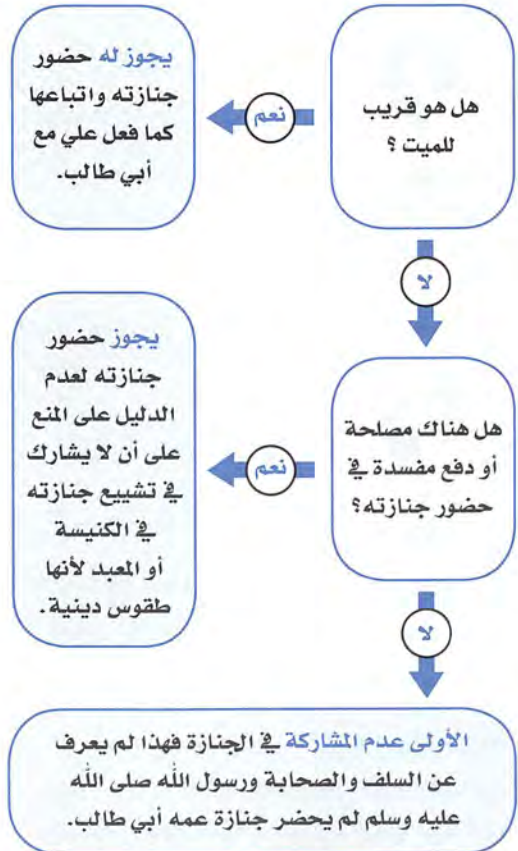 هل هو قريب
للميت ؟
نعم
يجوز له حضور
جنازته واتباعها
كما فعل علي مع
أبي طالب.
لا
هل هناك مصلحة
أو دفع مفسدة في
حضور جنازته؟
نعم
يجوز حضور
جنازته لعدم
الدليل على المنع
على أن لا يشارك
في تشييع جنازته
في الكنيسة
أو المعبد لأنها
طقوس دينية.
لا
الأولى عدم المشاركة في الجنازة فهذا لم يعرف
عن السلف والصحابة ورسول الله صلى الله
عليه وسلم لم يحضر جنازة عمه أبي طالب.